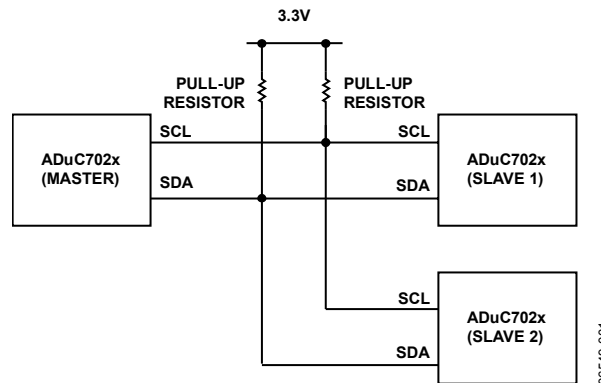 3.3V
PULL-UP
RESISTOR
PULL-UP
RESISTOR
SCL
SCL
ADuC702x
(MASTER)
ADuC702x
(SLAVE 1)
SDA
SDA
SCL
ADuC702x
(SLAVE 2)
SDA